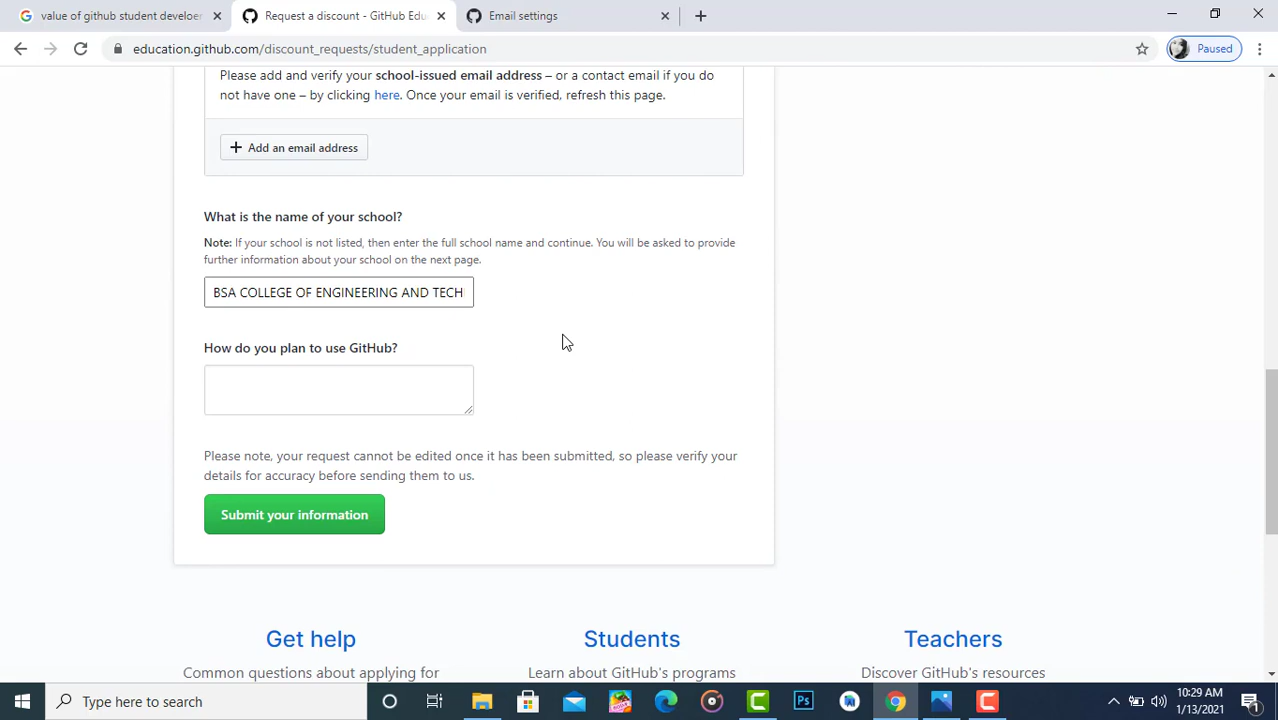 value of github student develoer
Request a discount - GitHub Edu
Email settings
education.github.com/discount_requests/student_application
Paused
Please add and verify your school-issued email address – or a contact email if you do
not have one – by clicking here. Once your email is verified, refresh this page.
Add an email address
What is the name of your school?
Note: If your school is not listed, then enter the full school name and continue. You will be asked to provide
further information about your school on the next page.
BSA COLLEGE OF ENGINEERING AND TECH
How do you plan to use GitHub?
Please note, your request cannot be edited once it has been submitted, so please verify your
details for accuracy before sending them to us.
Submit your information
Get help
Students
Teachers
Common questions about applying for
Learn about GitHub's programs
Discover GitHub's resources
Type here to search
Ps
10:29 AM
1/13/2021
1